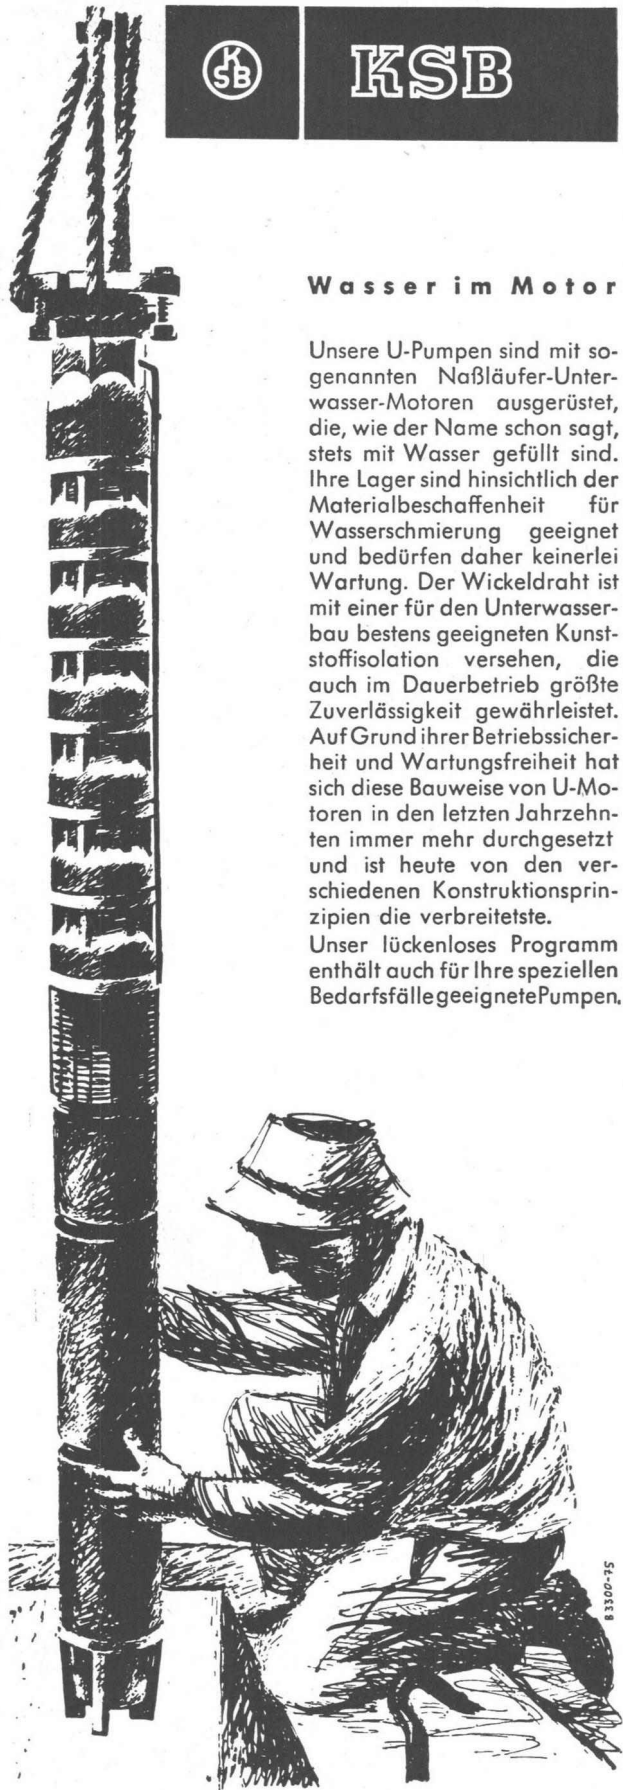 K
SB
KSB
Wasser im Motor
Unsere U-Pumpen sind mit so-
genannten Naßläufer-Unter-
wasser-Motoren ausgerüstet,
die, wie der Name schon sagt,
stets mit Wasser gefüllt sind.
Ihre Lager sind hinsichtlich der
Materialbeschaffenheit für
Wasserschmierung geeignet
und bedürfen daher keinerlei
Wartung. Der Wickeldraht ist
mit einer für den Unterwasser-
bau bestens geeigneten Kunst-
stoffisolation versehen, die
auch im Dauerbetrieb größte
Zuverlässigkeit gewährleistet.
Auf Grund ihrer Betriebssicher-
heit und Wartungsfreiheit hat
sich diese Bauweise von U-Mo-
toren in den letzten Jahrzehn-
ten immer mehr durchgesetzt
und ist heute von den ver-
schiedenen Konstruktionsprin-
zipien die verbreitetste.
Unser lückenloses Programm
enthält auch für Ihre speziellen
Bedarfsfälle geeignete Pumpen.
B 3300-75